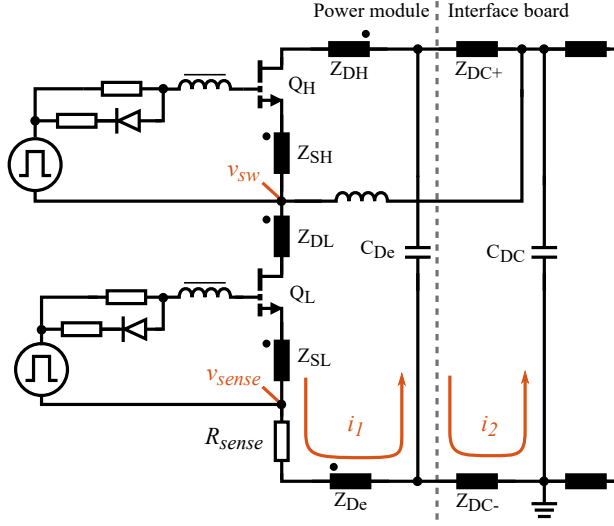 Power module Interface board
Z_DH Z_DC+
Q_H
Z_SH
v_sw
Z_DL
C_De C_DC
Q_L
Z_SL
v_sense
R_sense i_1 i_2
Z_De Z_DC-